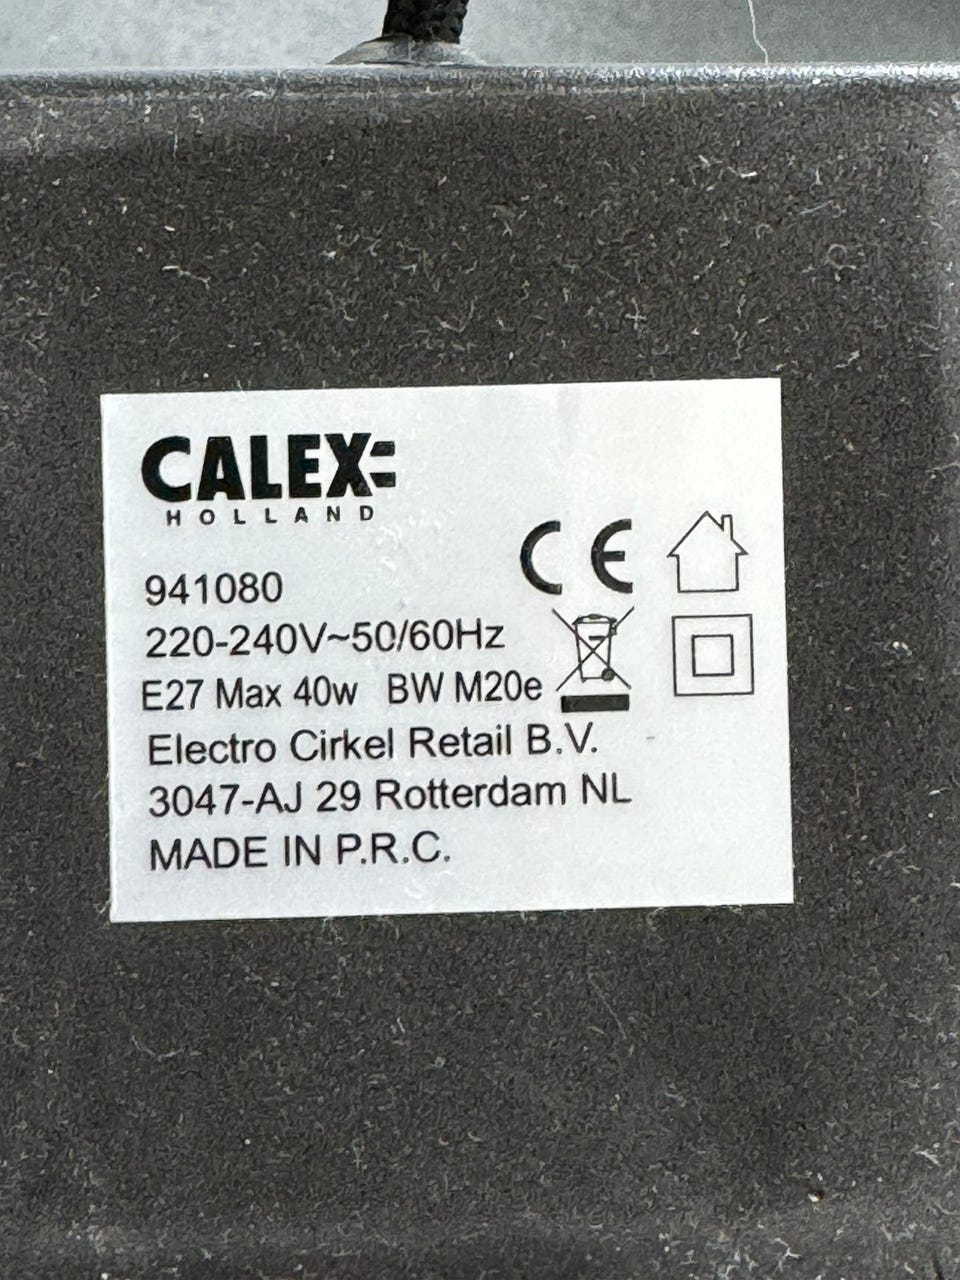 CALEX
HOLLAND
941080
220-240V~50/60Hz
E27 Max 40w BW M20e
Electro Cirkel Retail B.V.
3047-AJ 29 Rotterdam NL
MADE IN P.R.C.
CE